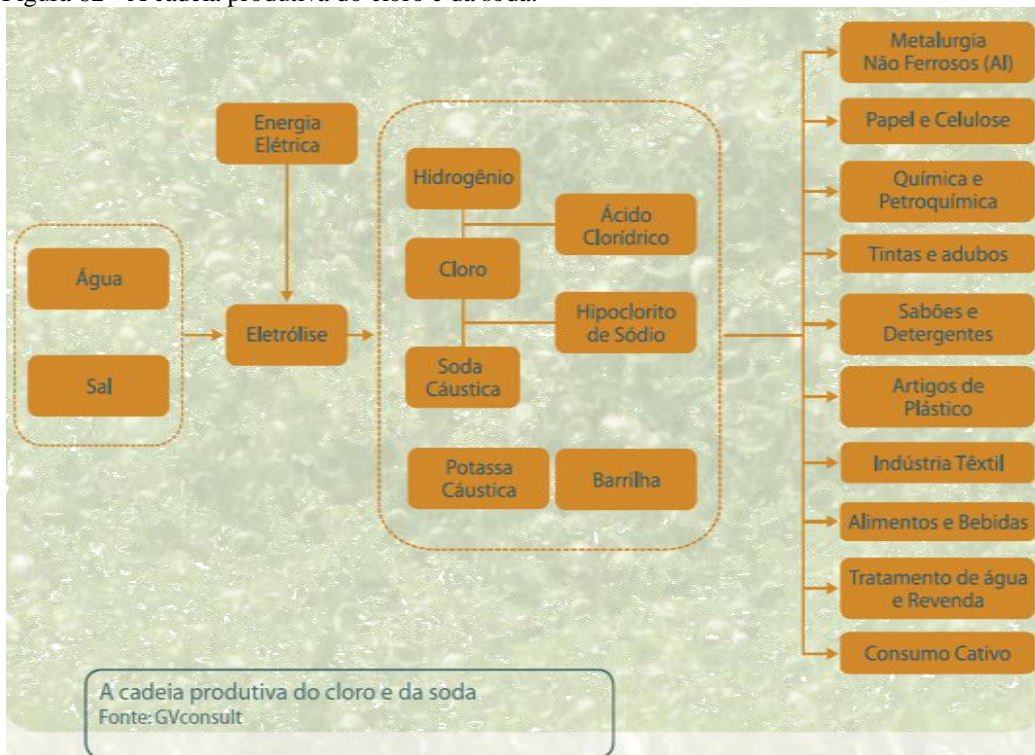 Figura 82 - A cadeia produtiva do cloro e da soda.
Energia
Elétrica
Água
Sal
Eletrólise
Hidrogênio
Ácido
Clorídrico
Cloro
Hipoclorito
de Sódio
Soda
Cáustica
Potassa
Cáustica
Barrilha
Metalurgia
Não Ferrosos (Al)
Papel e Celulose
Química e
Petroquímica
Tintas e adubos
Sabões e
Detergentes
Artigos de
Plástico
Indústria Têxtil
Alimentos e Bebidas
Tratamento de água
e Revenda
Consumo Cativo
A cadeia produtiva do cloro e da soda
Fonte: GVconsult